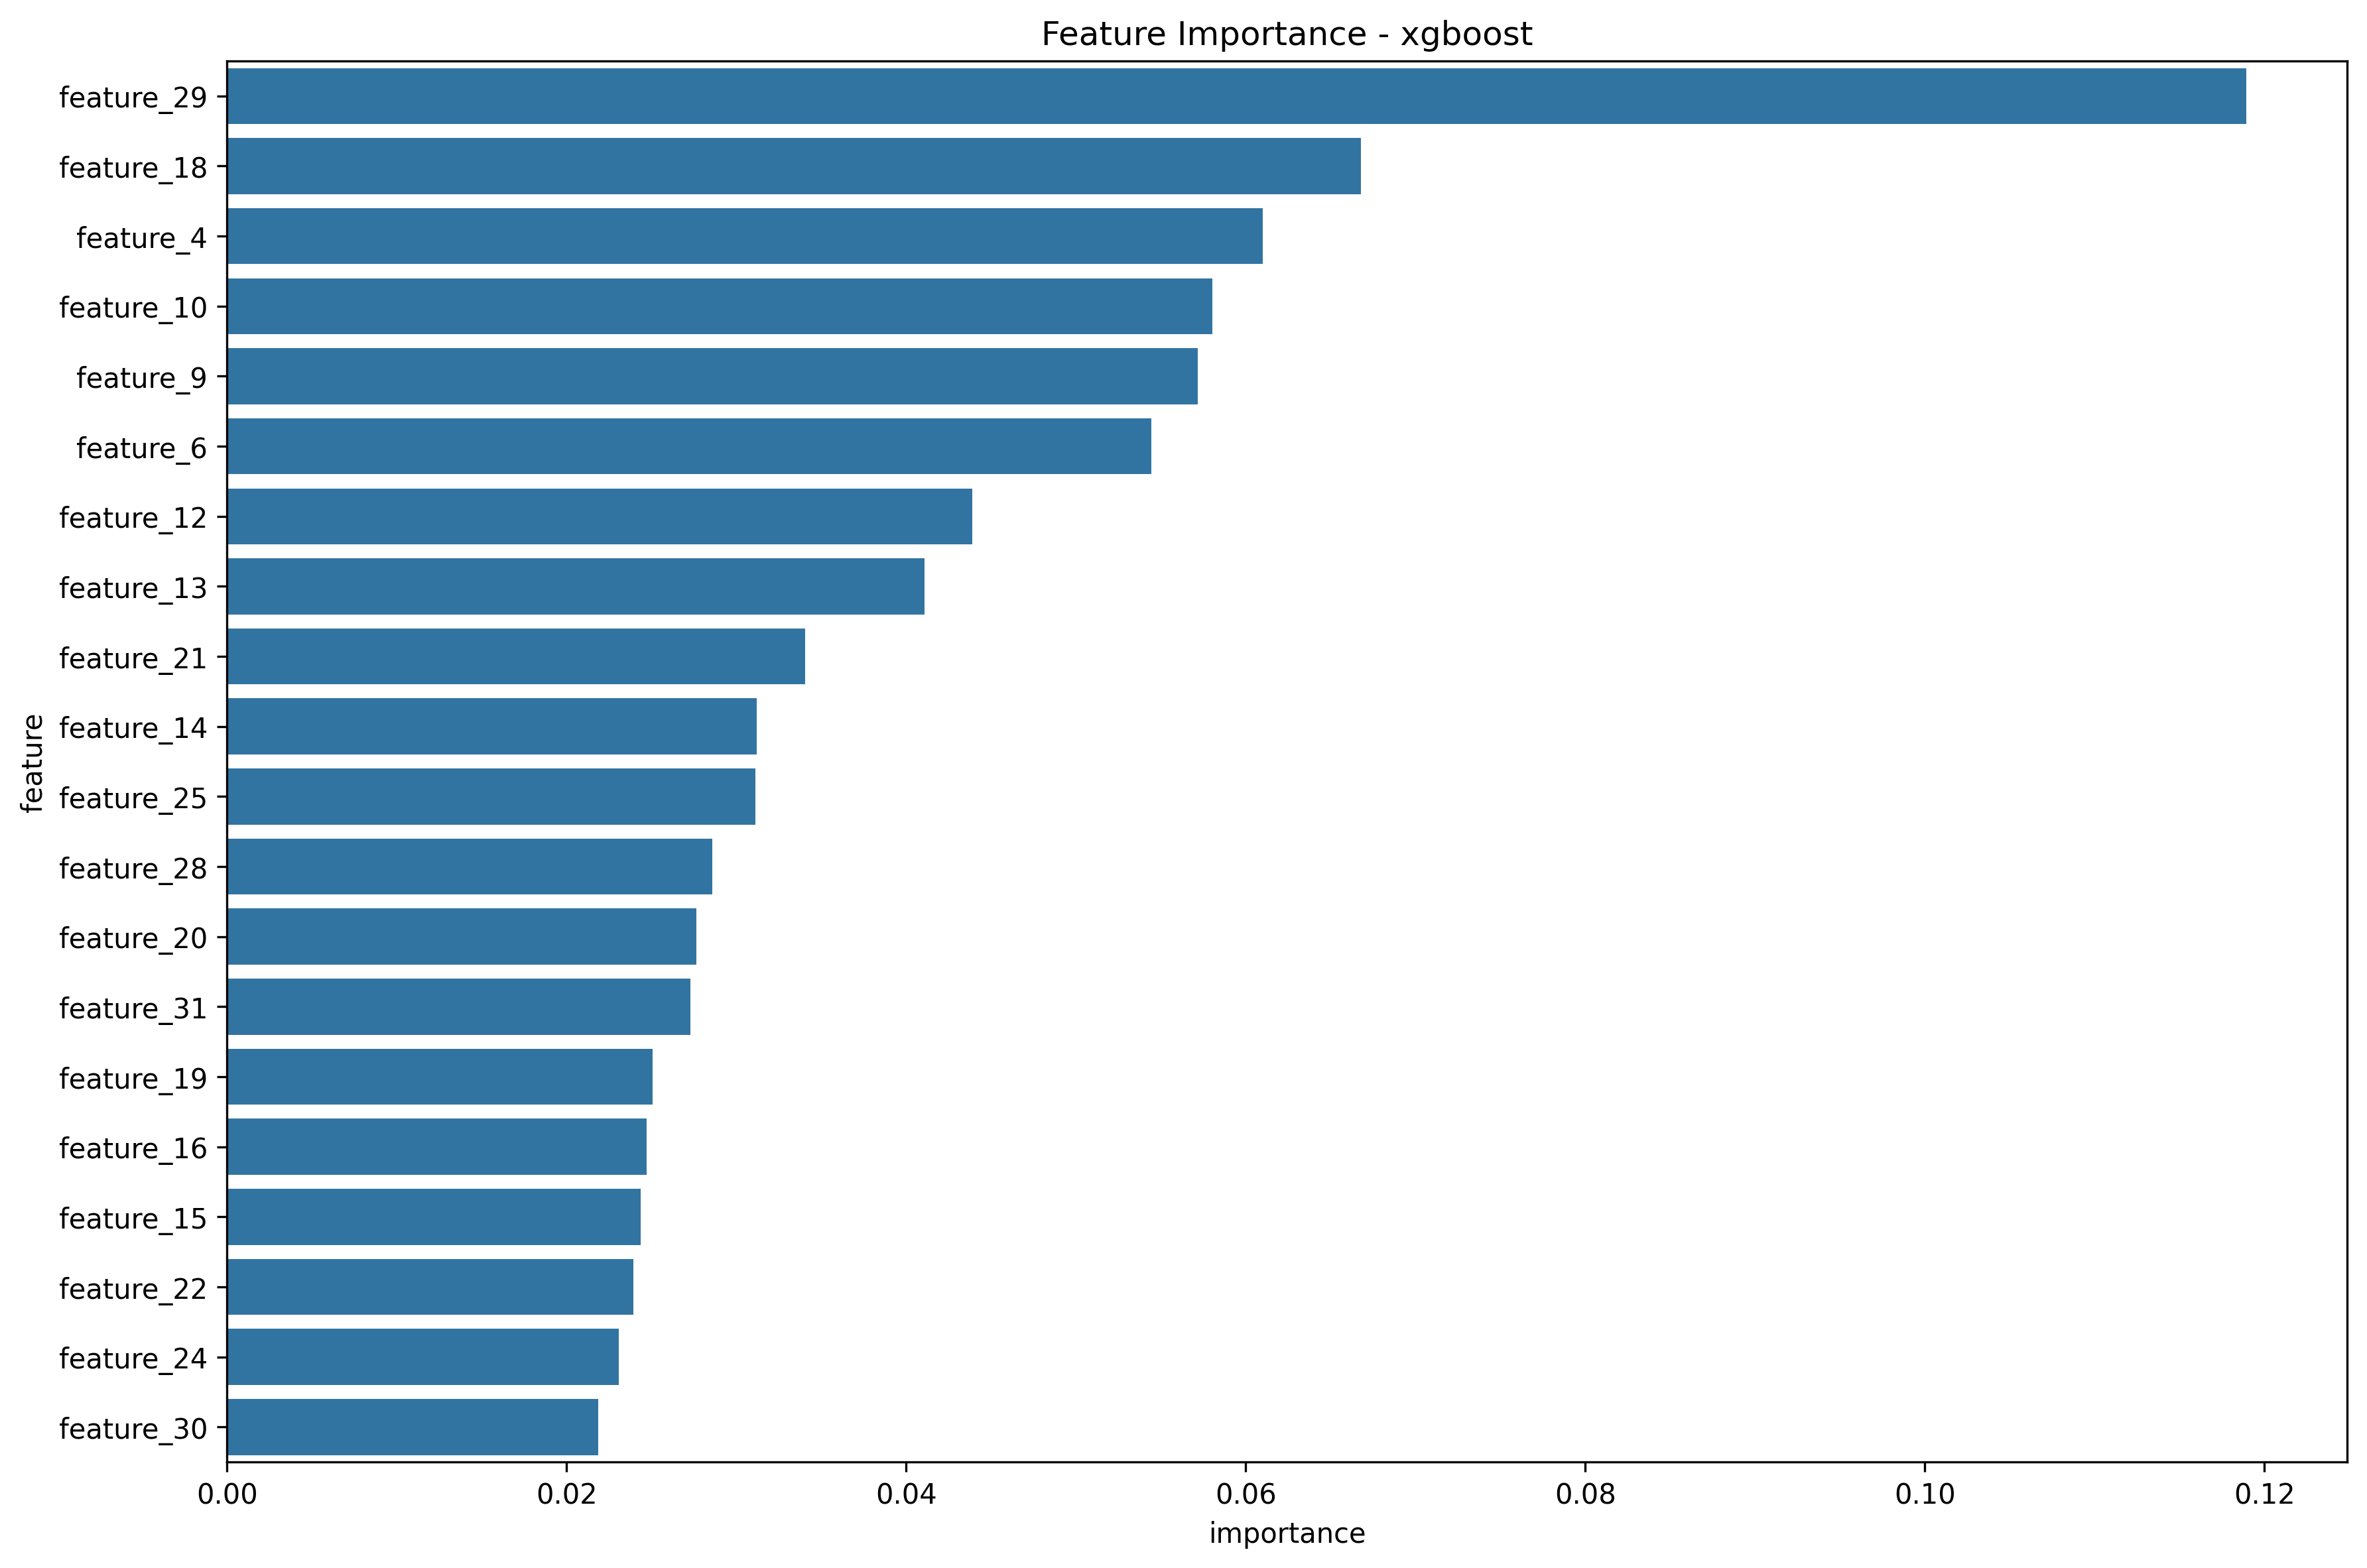 Feature Importance - xgboost
feature_29
feature_18
feature_4
feature_10
feature_9
feature_6
feature_12
feature_13
feature_21
feature_14
feature_25
feature_28
feature_20
feature_31
feature_19
feature_16
feature_15
feature_22
feature_24
feature_30
feature
0.00 0.02 0.04 0.06 0.08 0.10 0.12
importance